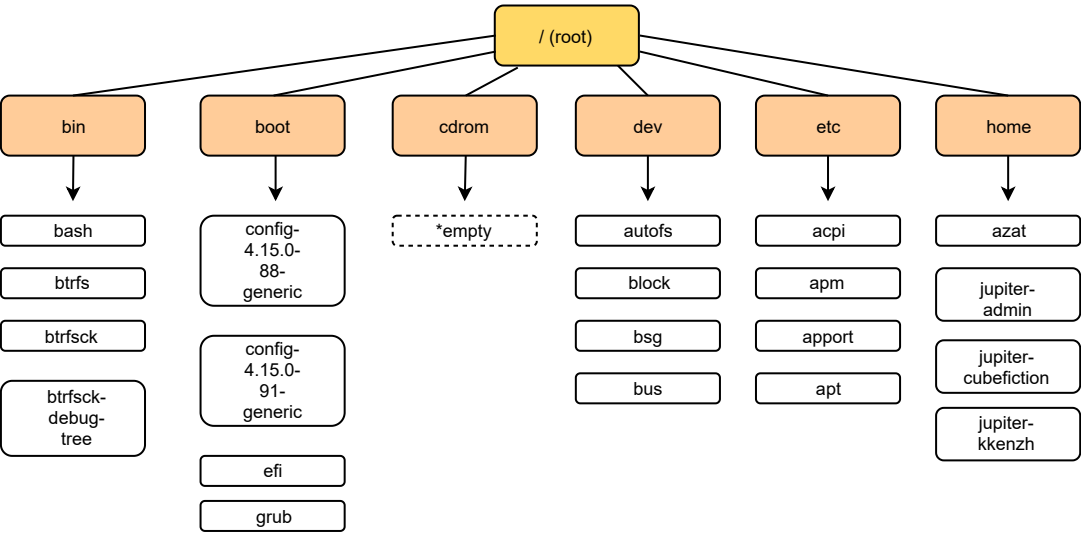 / (root)
bin
boot
cdrom
dev
etc
home
bash
btrfs
btrfsck
btrfsck-
debug-
tree
config-
4.15.0-
88-
generic
config-
4.15.0-
91-
generic
efi
grub
*empty
autofs
block
bsg
bus
acpi
apm
apport
apt
azat
jupiter-
admin
jupiter-
cubefiction
jupiter-
kkenzh